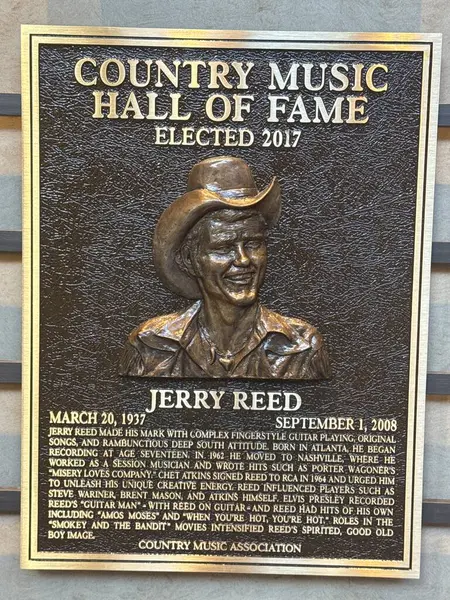 COUNTRY MUSIC
HALL OF FAME
ELECTED 2017
JERRY REED
MARCH 20, 1937
SEPTEMBER 1, 2008
JERRY REED MADE HIS MARK WITH COMPLEX FINGERSTYLE GUITAR PLAYING, ORIGINAL
SONGS, AND RAMBUNCTIOUS DEEP SOUTH ATTITUDE. BORN IN ATLANTA, HE BEGAN
RECORDING AT AGE SEVENTEEN. IN 1962 HE MOVED TO NASHVILLE, WHERE HE
WORKED AS A SESSION MUSICIAN AND WROTE HITS SUCH AS PORTER WAGONER'S
"MISERY LOVES COMPANY." CHET ATKINS SIGNED REED TO RCA IN 1964 AND URGED HIM
TO UNLEASH HIS UNIQUE CREATIVE ENERGY. REED INFLUENCED PLAYERS SUCH AS
STEVE WARINER, BRENT MASON, AND ATKINS HIMSELF. ELVIS PRESLEY RECORDED
REED'S "GUITAR MAN" - WITH REED ON GUITAR - AND REED HAD HITS OF HIS OWN
INCLUDING "AMOS MOSES" AND "WHEN YOU'RE HOT, YOU'RE HOT." ROLES IN THE
"SMOKEY AND THE BANDIT" MOVIES INTENSIFIED REED'S SPIRITED, GOOD OLD
BOY IMAGE.
COUNTRY MUSIC ASSOCIATION